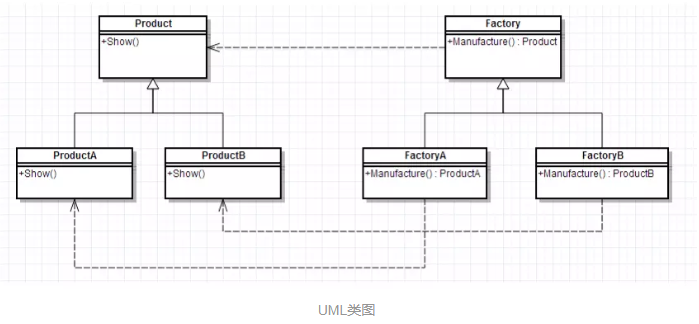 Product
+Show()
Factory
+Manufacture() : Product
ProductA
+Show()
ProductB
+Show()
FactoryA
+Manufacture() : ProductA
FactoryB
+Manufacture() : ProductB
UML类图